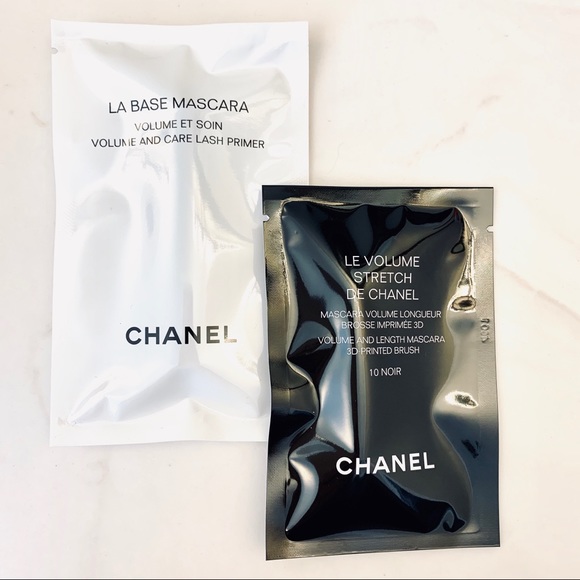 LA BASE MASCARA
VOLUME ET SOIN
VOLUME AND CARE LASH PRIMER
CHANEL
LE VOLUME
STRETCH
DE CHANEL
MASCARA VOLUME LONGUEUR
BROSSE IMPRIMÉE 3D
VOLUME AND LENGTH MASCARA
3D-PRINTED BRUSH
10 NOIR
CHANEL